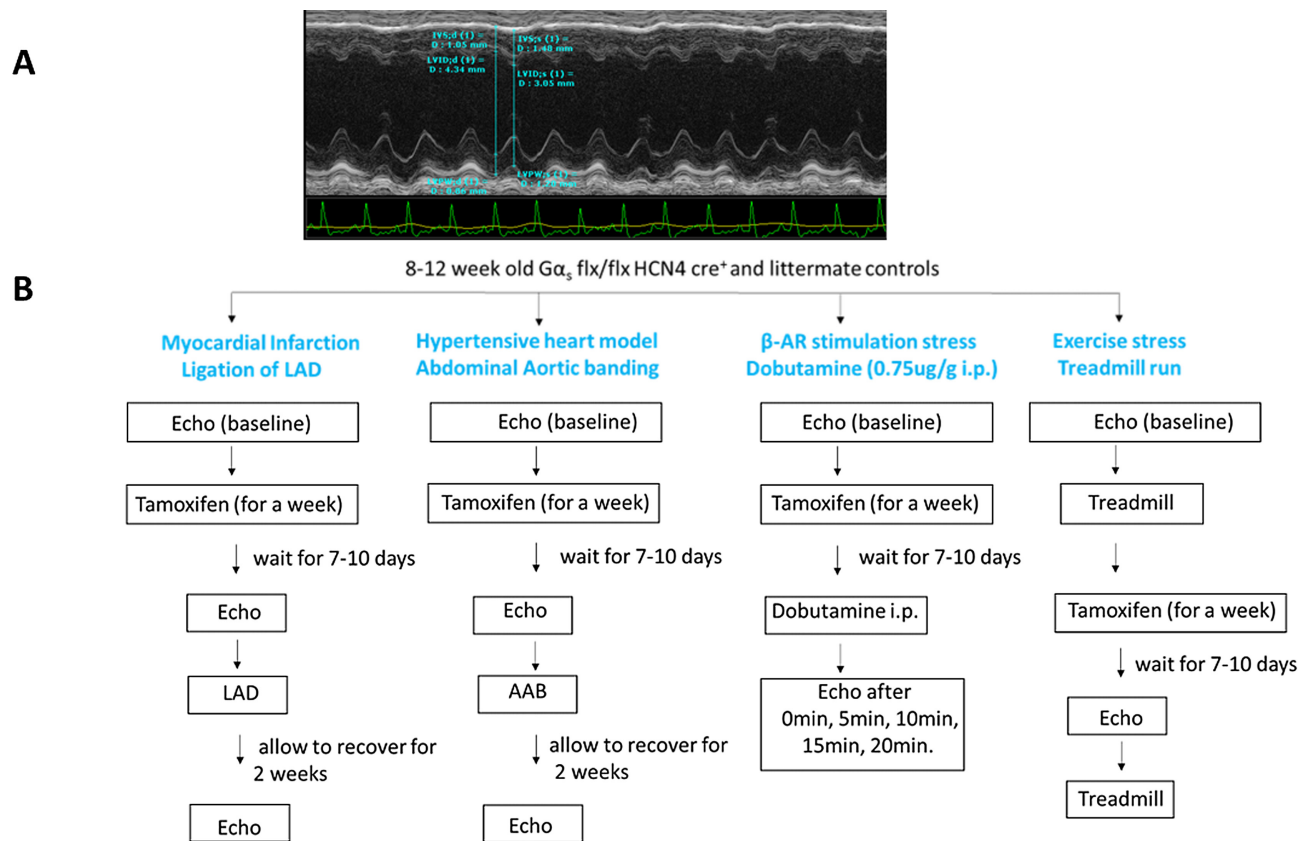 A
IVS;d (1) =
D : 1.05 mm
IVS;s (1) =
D : 1.48 mm
LVID;d (1) =
D : 4.34 mm
LVID;s (1) =
D : 3.05 mm
LVPW;d (1) =
D : 0.86 mm
LVPW;s (1) =
B
8-12 week old Gαs flx/flx HCN4 cre+ and littermate controls
Myocardial Infarction
Ligation of LAD
Echo (baseline)
Tamoxifen (for a week)
wait for 7-10 days
Echo
LAD
allow to recover for
2 weeks
Echo
Hypertensive heart model
Abdominal Aortic banding
Echo (baseline)
Tamoxifen (for a week)
wait for 7-10 days
Echo
AAB
allow to recover for
2 weeks
Echo
β-AR stimulation stress
Dobutamine (0.75ug/g i.p.)
Echo (baseline)
Tamoxifen (for a week)
wait for 7-10 days
Dobutamine i.p.
Echo after
0min, 5min, 10min,
15min, 20min.
Exercise stress
Treadmill run
Echo (baseline)
Treadmill
Tamoxifen (for a week)
wait for 7-10 days
Echo
Treadmill